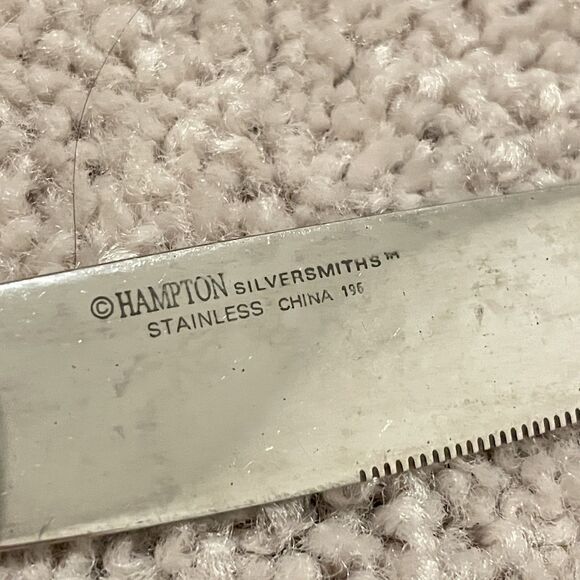 ©HAMPTON SILVERSMITHS™
STAINLESS CHINA 196